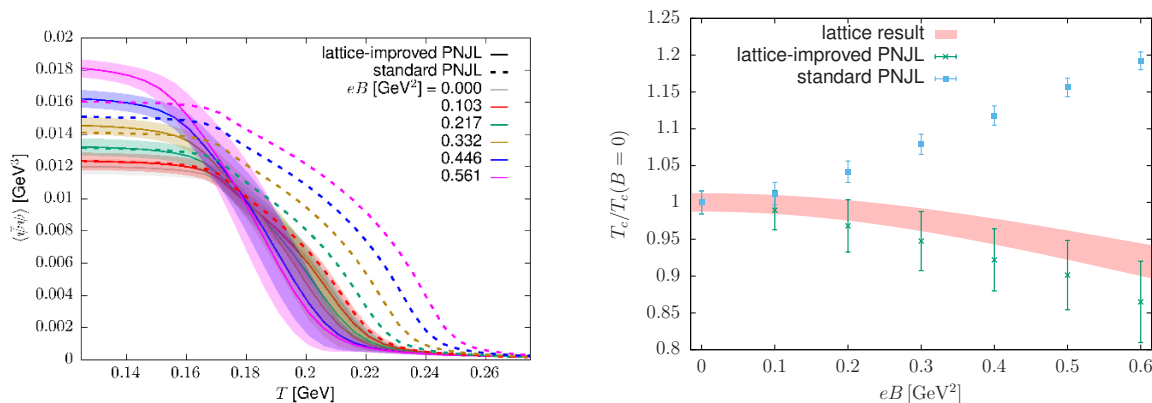 0.02
0.018
0.016
0.014
0.012
0.01
0.008
0.006
0.004
0.002
0
⟨ψ̄ψ⟩ [GeV³]
lattice-improved PNJL
standard PNJL
eB [GeV²] = 0.000
0.103
0.217
0.332
0.446
0.561
0.14 0.16 0.18 0.2 0.22 0.24 0.26
T [GeV]
1.25
1.2
1.15
1.1
1.05
1
0.95
0.9
0.85
0.8
T_c/T_c(B = 0)
lattice result
lattice-improved PNJL
standard PNJL
0 0.1 0.2 0.3 0.4 0.5 0.6
eB [GeV²]